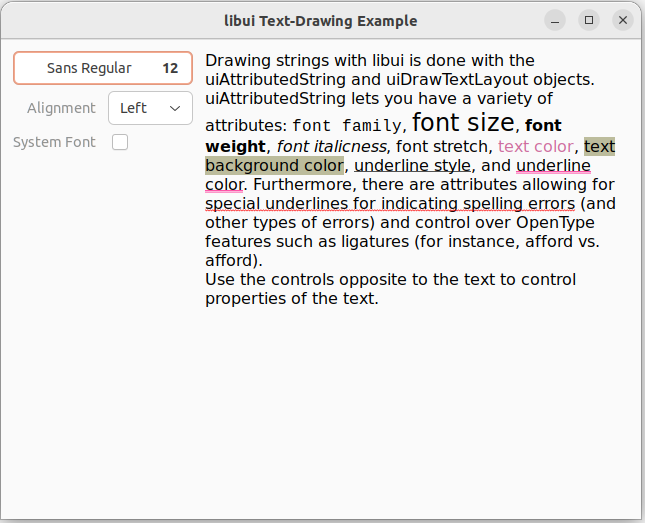 libui Text-Drawing Example
Sans Regular 12
Alignment Left
System Font
Drawing strings with libui is done with the
uiAttributedString and uiDrawTextLayout objects.
uiAttributedString lets you have a variety of
attributes: font family, font size, font
weight, font italicness, font stretch, text color, text
background color, underline style, and underline
color. Furthermore, there are attributes allowing for
special underlines for indicating spelling errors (and
other types of errors) and control over OpenType
features such as ligatures (for instance, afford vs.
afford).
Use the controls opposite to the text to control
properties of the text.